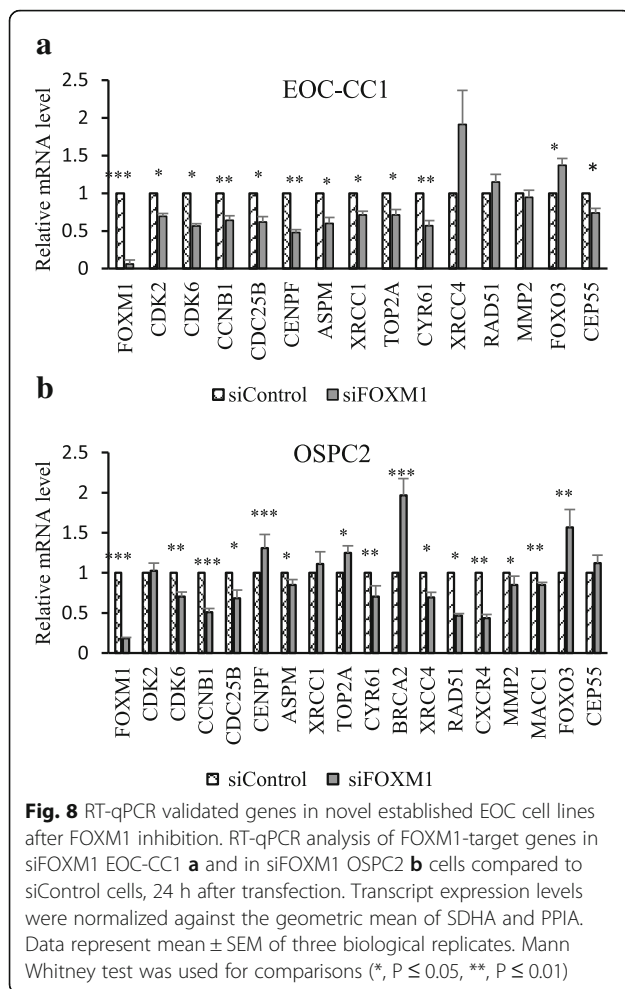 a
EOC-CC1
Relative mRNA level
2.5
2
1.5
1
0.5
0
*** * * ** * ** * * * ** * *
FOXM1 CDK2 CDK6 CCNB1 CDC25B CENPF ASPM XRCC1 TOP2A CYR61 XRCC4 RAD51 MMP2 FOXO3 CEP55
siControl siFOXM1
b
OSPC2
Relative mRNA level
2.5
2
1.5
1
0.5
0
*** ** *** * *** * * ** *** * * ** * ** **
FOXM1 CDK2 CDK6 CCNB1 CDC25B CENPF ASPM XRCC1 TOP2A CYR61 BRCA2 XRCC4 RAD51 CXCR4 MMP2 MACC1 FOXO3 CEP55
siControl siFOXM1
Fig. 8 RT-qPCR validated genes in novel established EOC cell lines
after FOXM1 inhibition. RT-qPCR analysis of FOXM1-target genes in
siFOXM1 EOC-CC1 a and in siFOXM1 OSPC2 b cells compared to
siControl cells, 24 h after transfection. Transcript expression levels
were normalized against the geometric mean of SDHA and PPIA.
Data represent mean ± SEM of three biological replicates. Mann
Whitney test was used for comparisons (*, P ≤ 0.05, **, P ≤ 0.01)